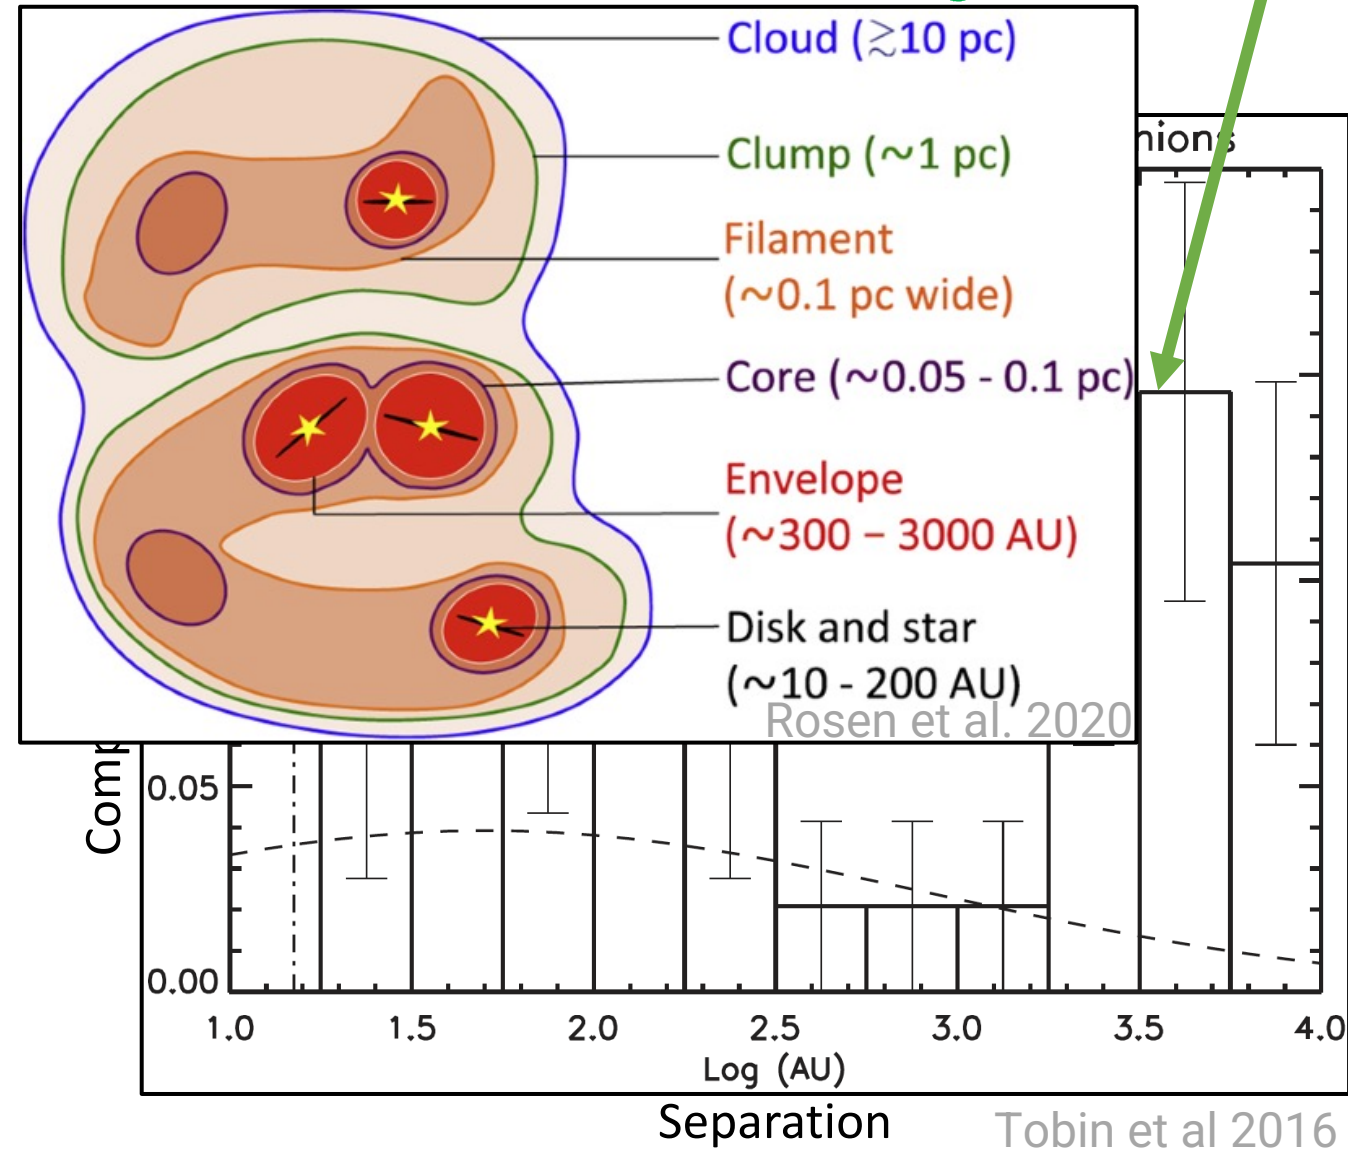 Cloud (≳10 pc)
Clump (~1 pc)
Filament
(~0.1 pc wide)
Core (~0.05 - 0.1 pc)
Envelope
(~300 – 3000 AU)
Disk and star
(~10 - 200 AU)
Rosen et al. 2020
nions
Comp
0.05
0.00
1.0 1.5 2.0 2.5 3.0 3.5 4.0
Log (AU)
Separation
Tobin et al 2016